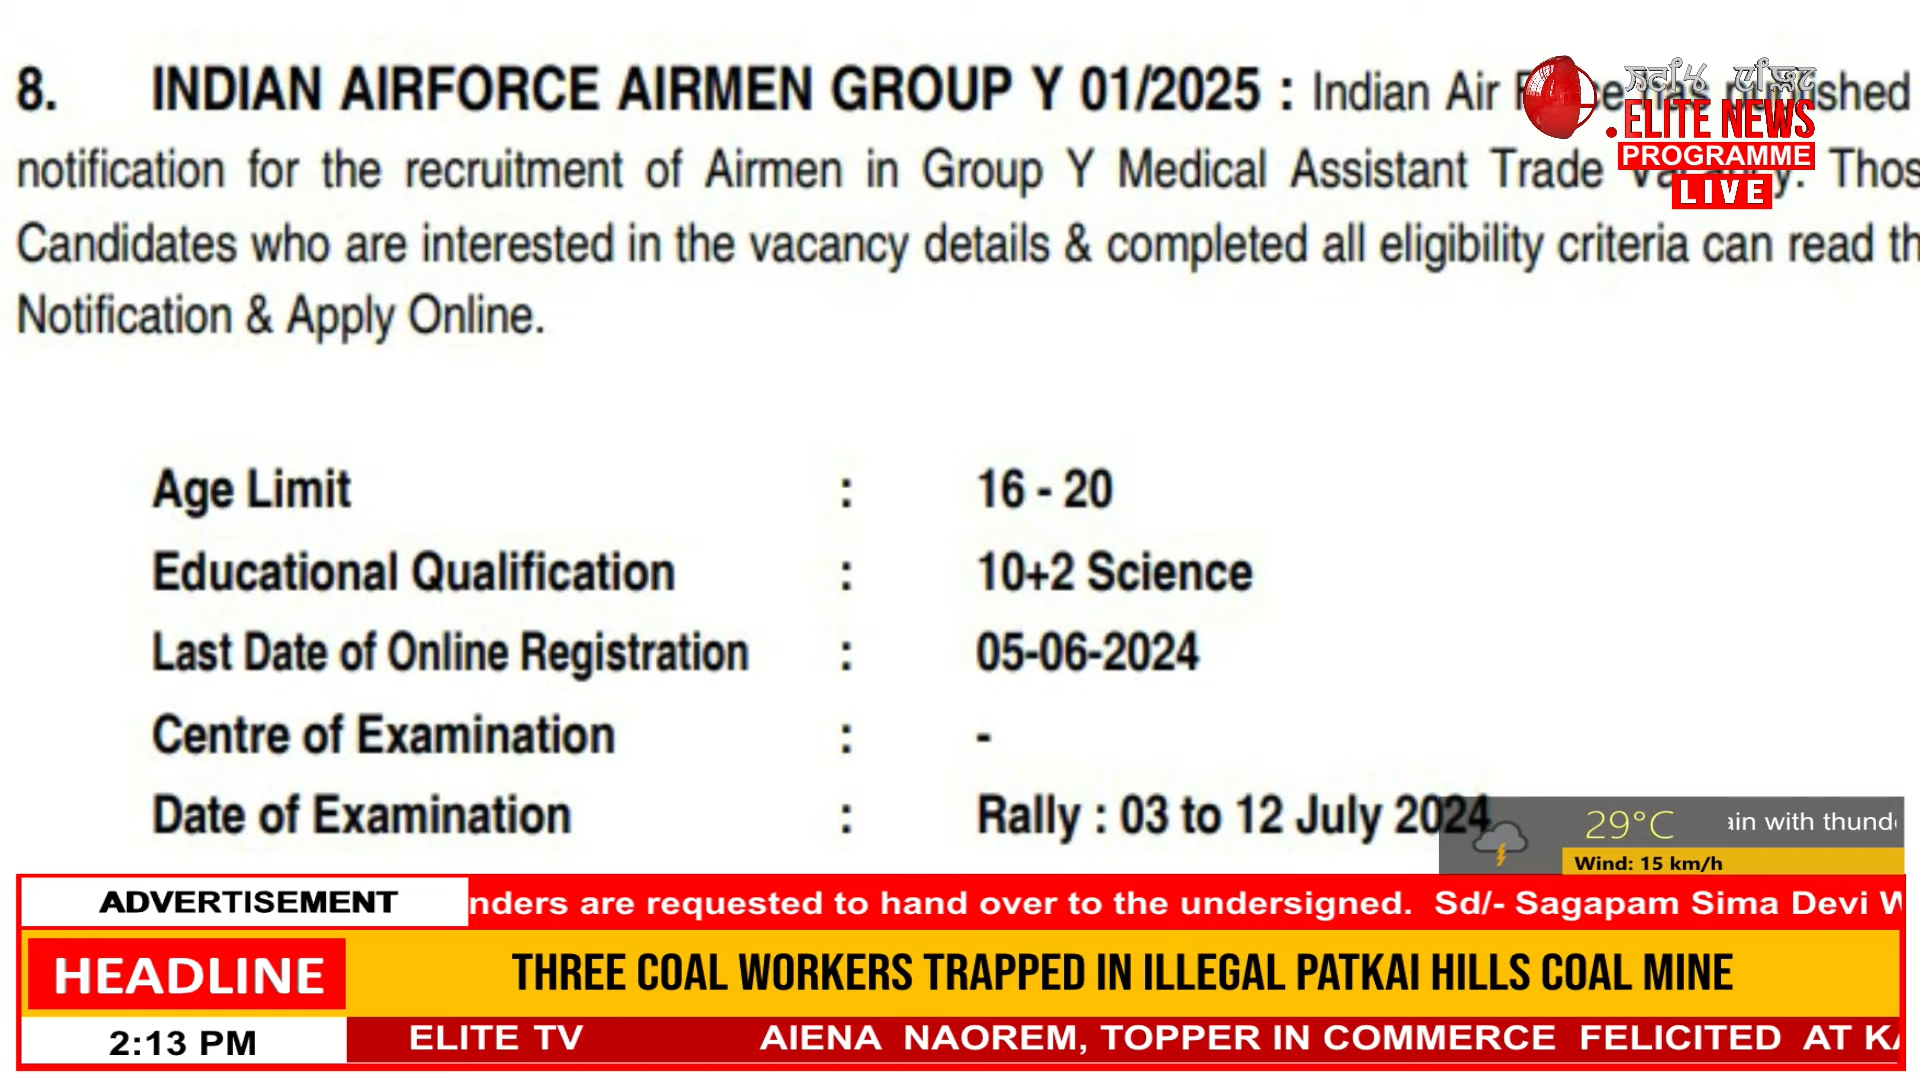 8. INDIAN AIRFORCE AIRMEN GROUP Y 01/2025 : Indian Air
notification for the recruitment of Airmen in Group Y Medical Assistant Trade
Candidates who are interested in the vacancy details & completed all eligibility criteria can read th
Notification & Apply Online.
ELITE NEWS
PROGRAMME
LIVE
Age Limit : 16 - 20
Educational Qualification : 10+2 Science
Last Date of Online Registration : 05-06-2024
Centre of Examination : -
Date of Examination : Rally : 03 to 12 July 2024
29°C ain with thund
Wind: 15 km/h
ADVERTISEMENT nders are requested to hand over to the undersigned. Sd/- Sagapam Sima Devi W
HEADLINE THREE COAL WORKERS TRAPPED IN ILLEGAL PATKAI HILLS COAL MINE
2:13 PM ELITE TV AIENA NAOREM, TOPPER IN COMMERCE FELICITED AT KA